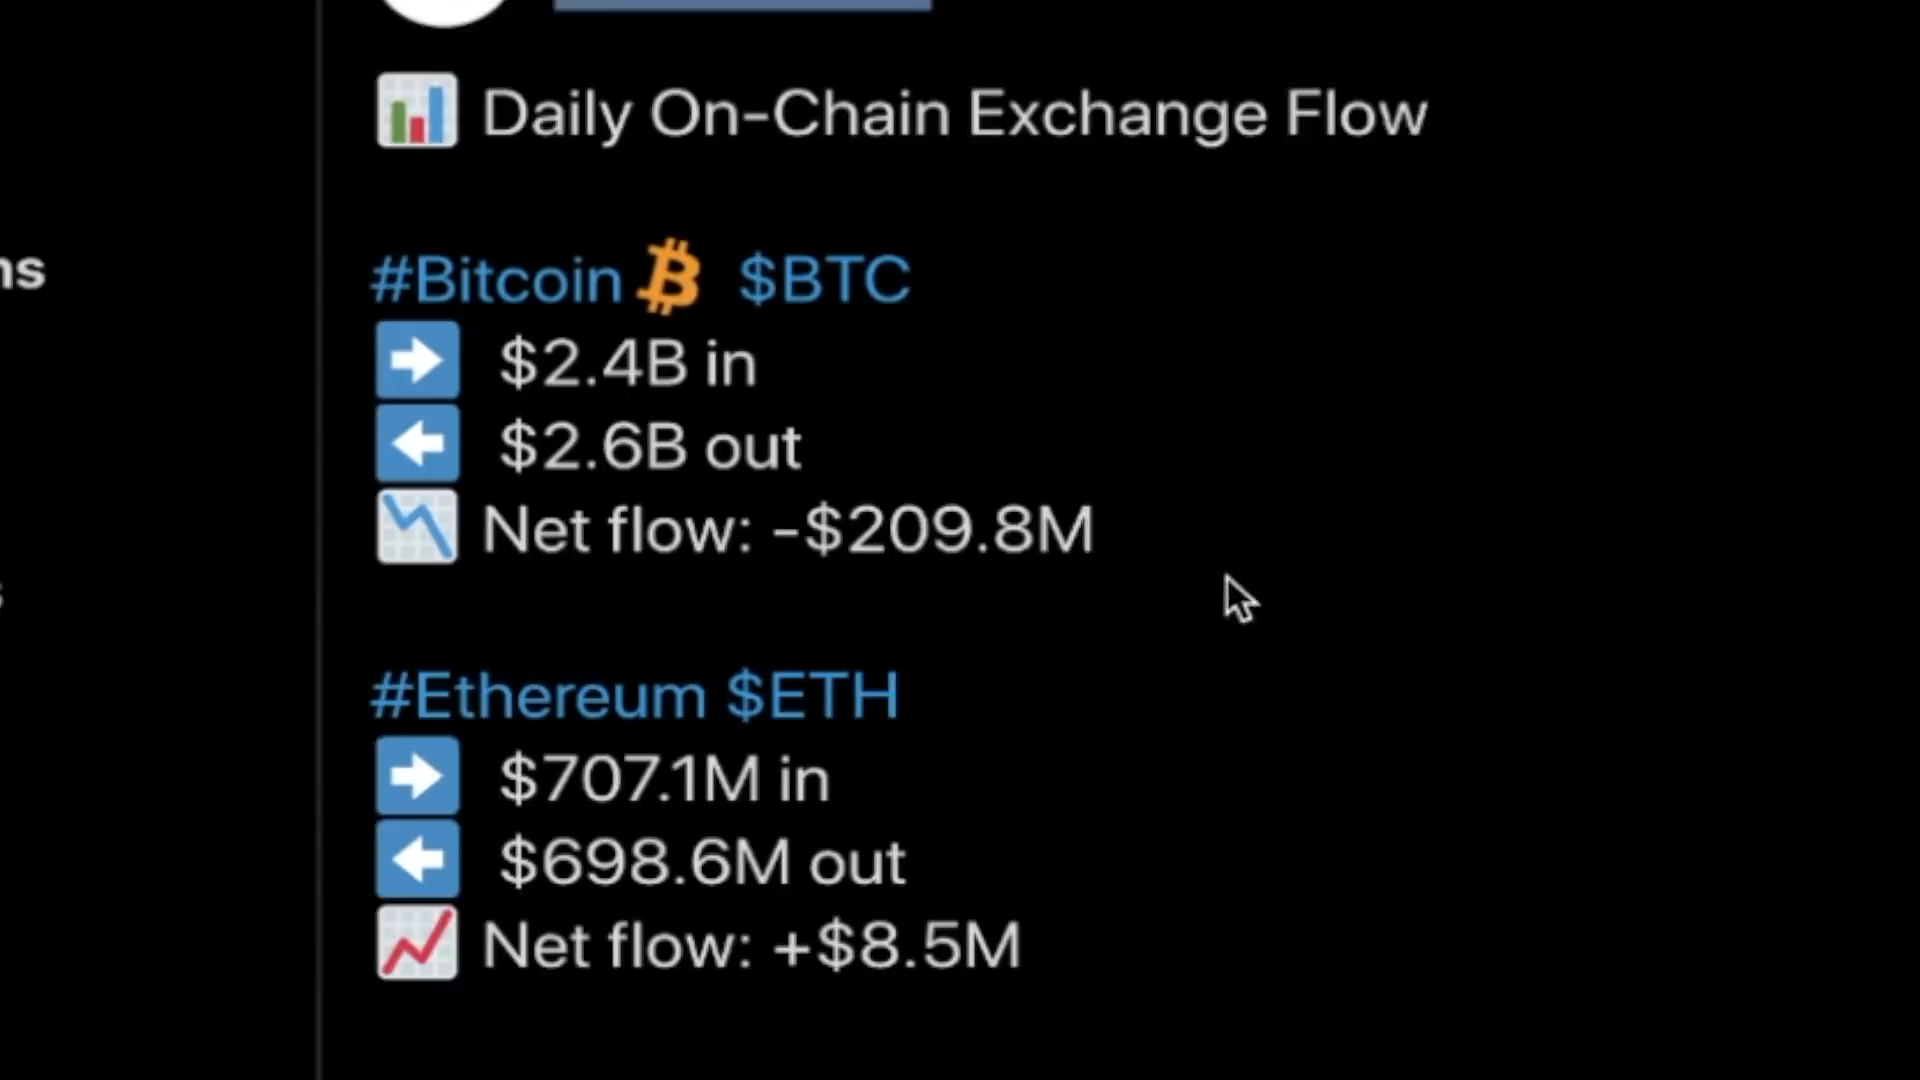 Daily On-Chain Exchange Flow
#Bitcoin $BTC
ns
$2.4B in
$2.6B out
Net flow: -$209.8M
#Ethereum $ETH
$707.1M in
$698.6M out
Net flow: +$8.5M